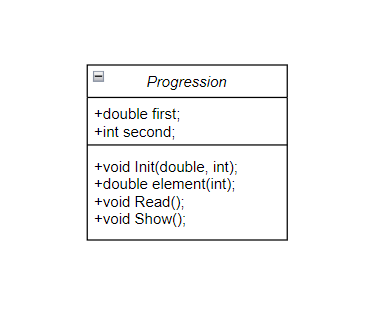 Progression
+double first;
+int second;
+void Init(double, int);
+double element(int);
+void Read();
+void Show();